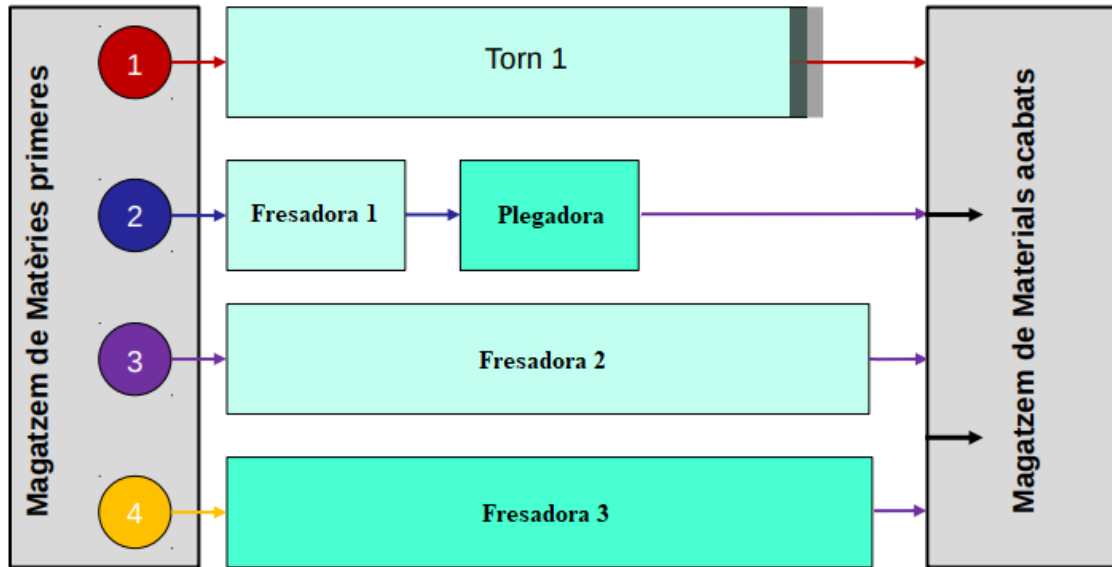 Magatzem de Matèries primeres
1
Torn 1
2
Fresadora 1
Plegadora
3
Fresadora 2
4
Fresadora 3
Magatzem de Materials acabats